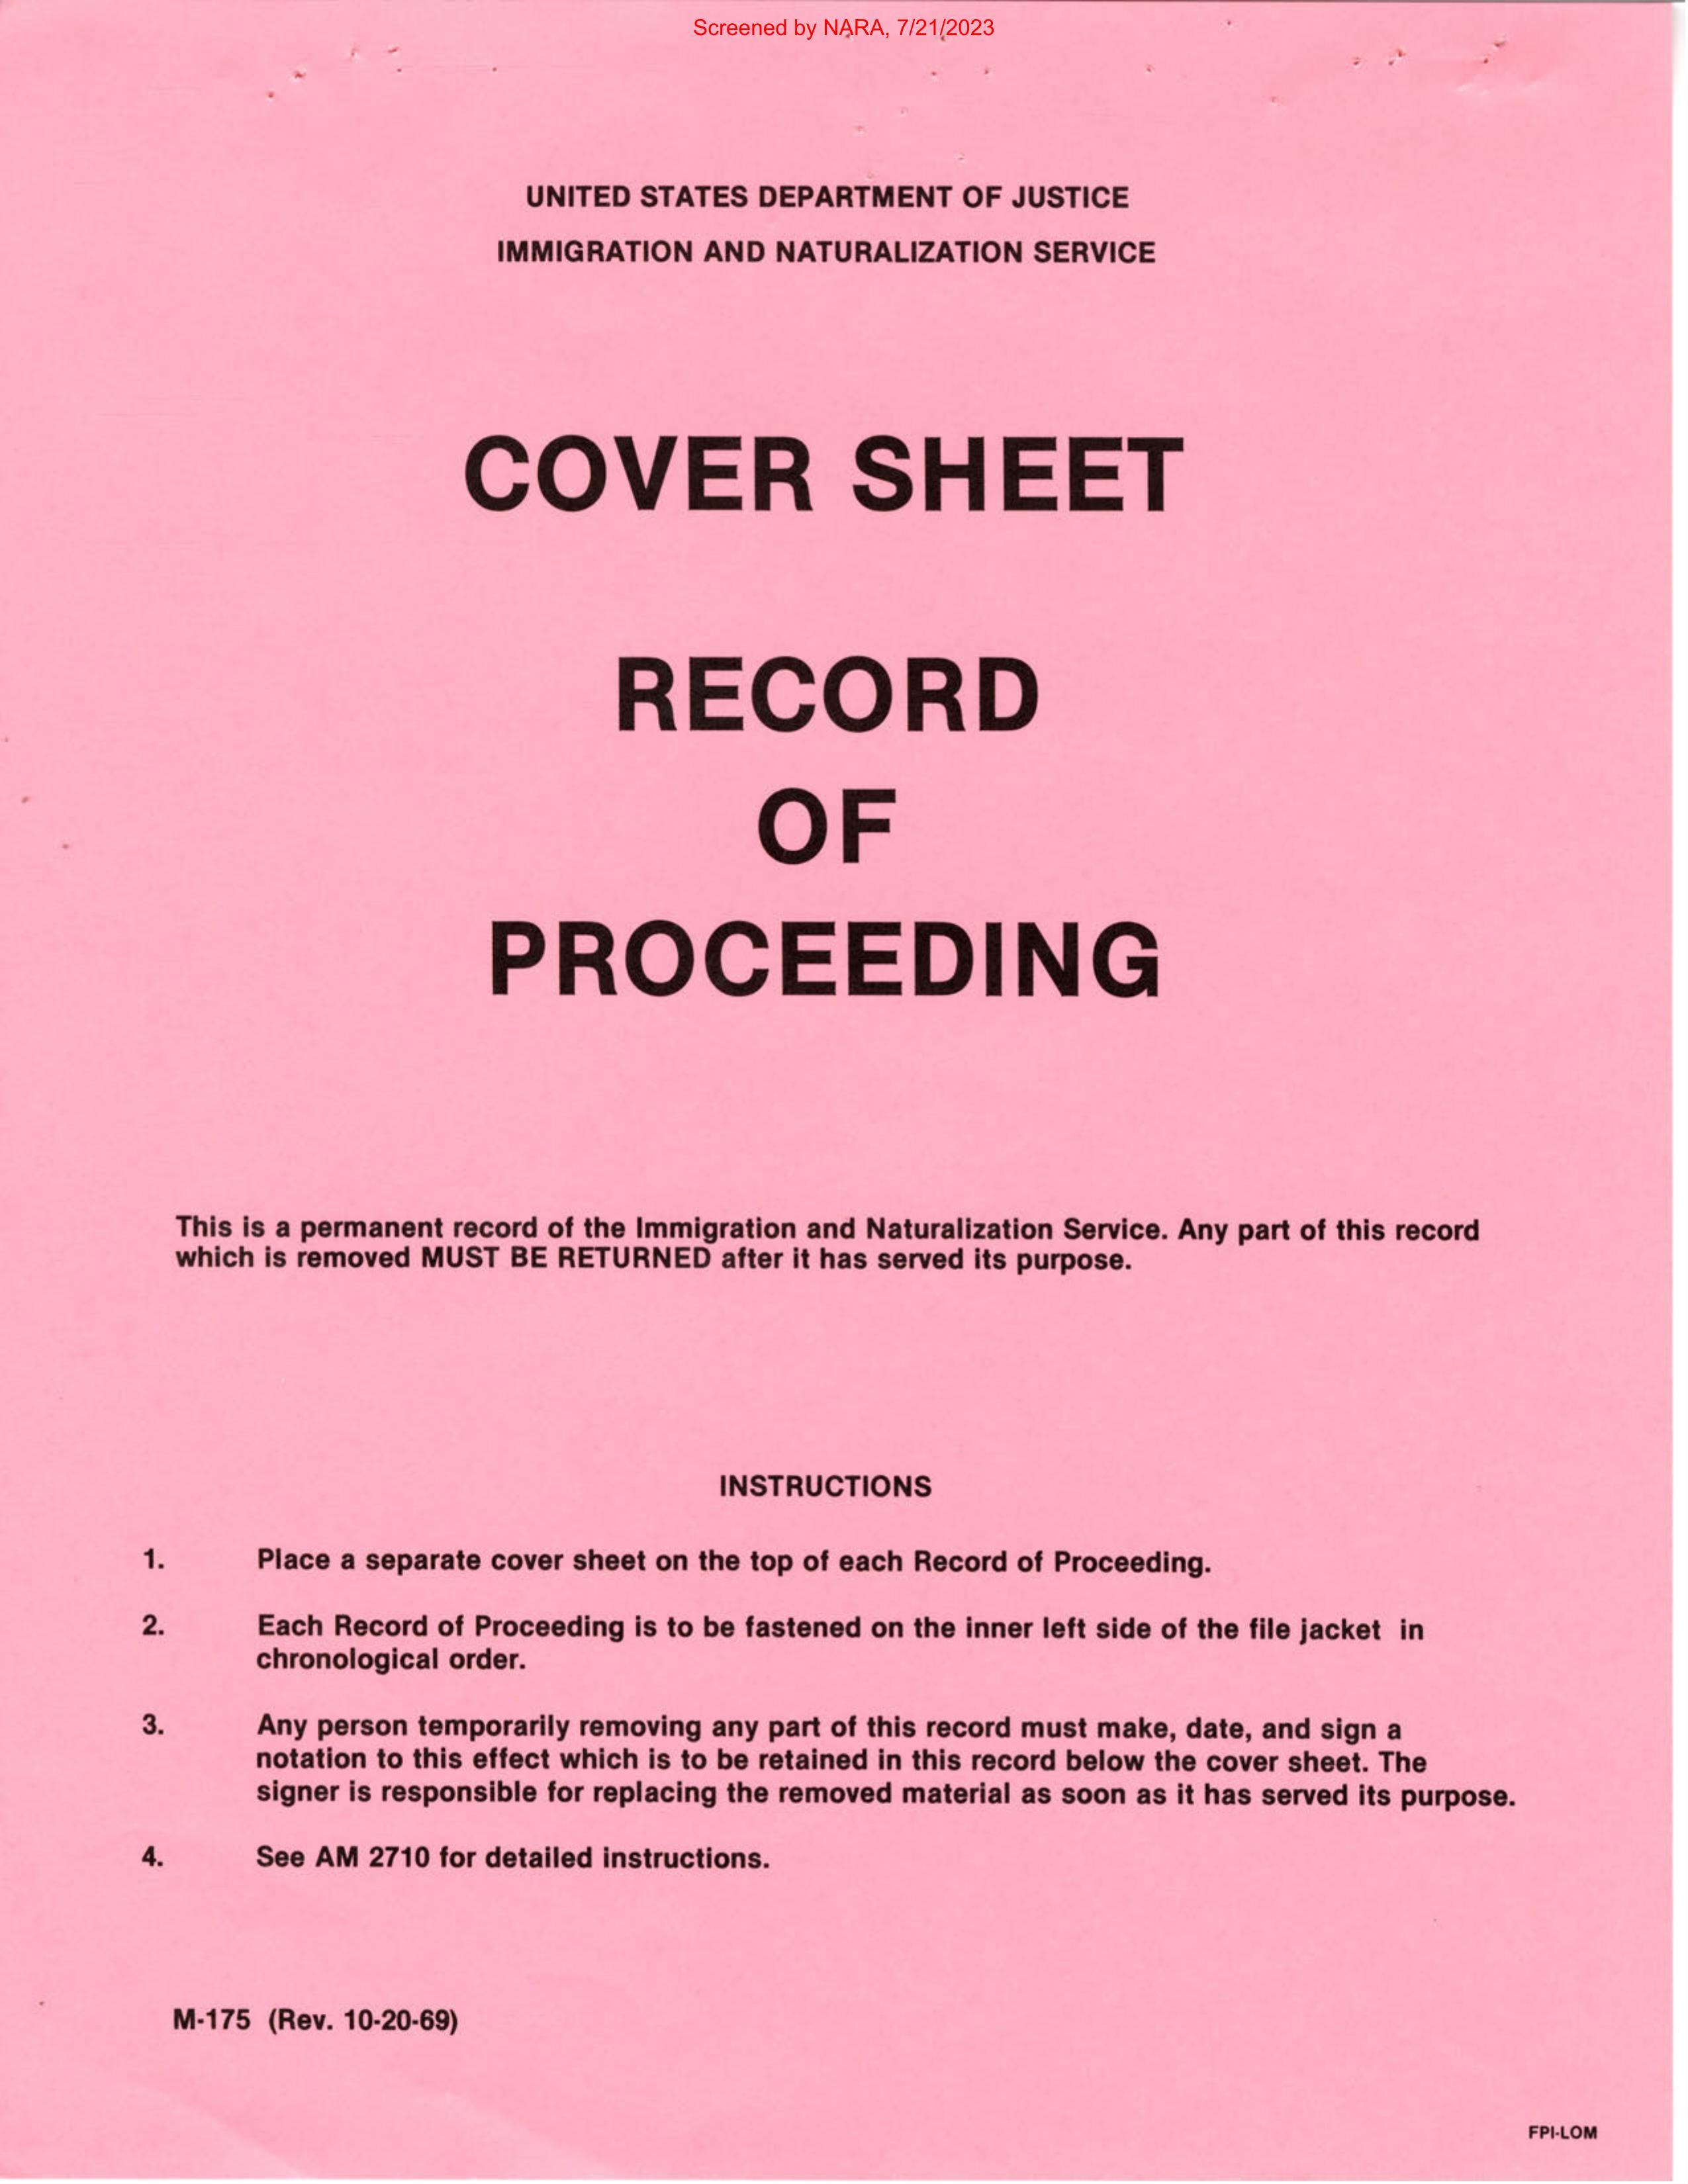 Screened by NARA, 7/21/2023
UNITED STATES DEPARTMENT OF JUSTICE
IMMIGRATION AND NATURALIZATION SERVICE
COVER SHEET
RECORD
OF
PROCEEDING
This is a permanent record of the Immigration and Naturalization Service. Any part of this record
which is removed MUST BE RETURNED after it has served its purpose.
INSTRUCTIONS
1. Place a separate cover sheet on the top of each Record of Proceeding.
2. Each Record of Proceeding is to be fastened on the inner left side of the file jacket in
chronological order.
3. Any person temporarily removing any part of this record must make, date, and sign a
notation to this effect which is to be retained in this record below the cover sheet. The
signer is responsible for replacing the removed material as soon as it has served its purpose.
4. See AM 2710 for detailed instructions.
M-175 (Rev. 10-20-69)
FPI-LOM